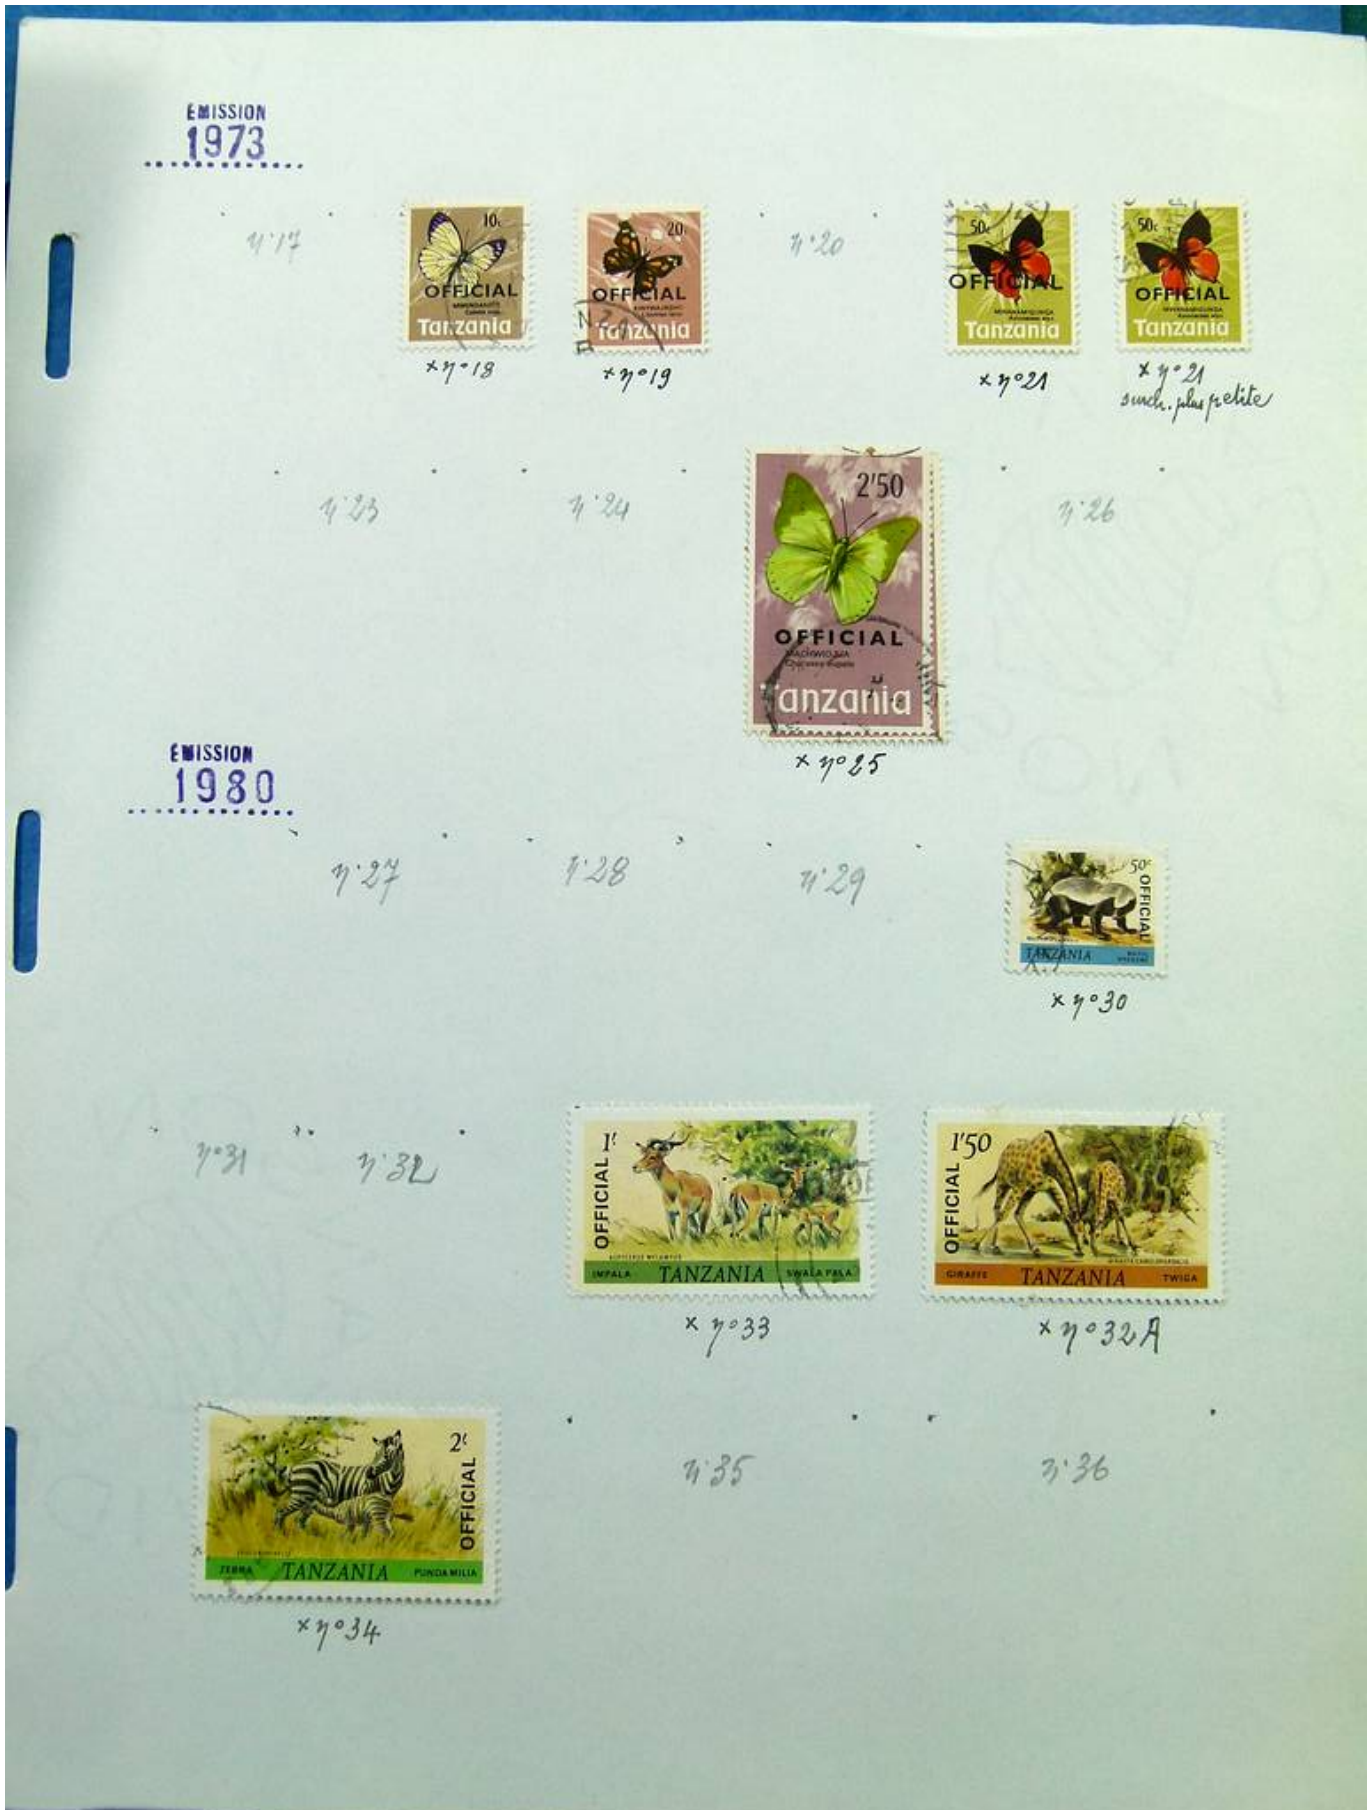 EMISSION
1973
n°17
10c
OFFICIAL
Tanzania
x n°18
20c
OFFICIAL
Tanzania
x n°19
n°20
50c
OFFICIAL
Tanzania
x n°21
50c
OFFICIAL
Tanzania
x n°21
surch. plus petite
n°23
n°24
2'50
OFFICIAL
Tanzania
x n°25
n°26
EMISSION
1980
n°27
n°28
n°29
50c
OFFICIAL
TANZANIA
x n°30
n°31
n°32
1/
OFFICIAL
IMPALA TANZANIA SWALA PALA
x n°33
1'50
OFFICIAL
GIRAFFE TANZANIA TWIGA
x n°32A
2/
OFFICIAL
ZEBRA TANZANIA PUNDA MILIA
x n°34
n°35
n°36